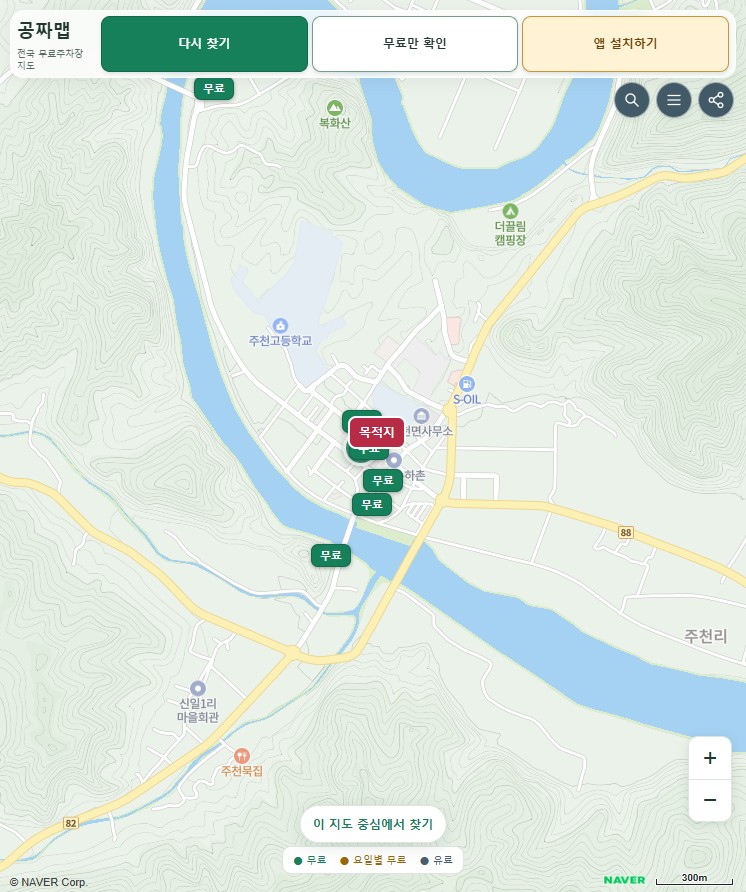 공짜맵
전국 무료주차장
지도
다시 찾기
무료만 확인
앱 설치하기
무료
복화산
더끌림
캠핑장
주천고등학교
S-OIL
목적지
면사무소
하촌
무료
무료
무료
88
주천리
신일1리
마을회관
주천묵집
82
이 지도 중심에서 찾기
무료
요일별 무료
유료
© NAVER Corp.
NAVER
300m